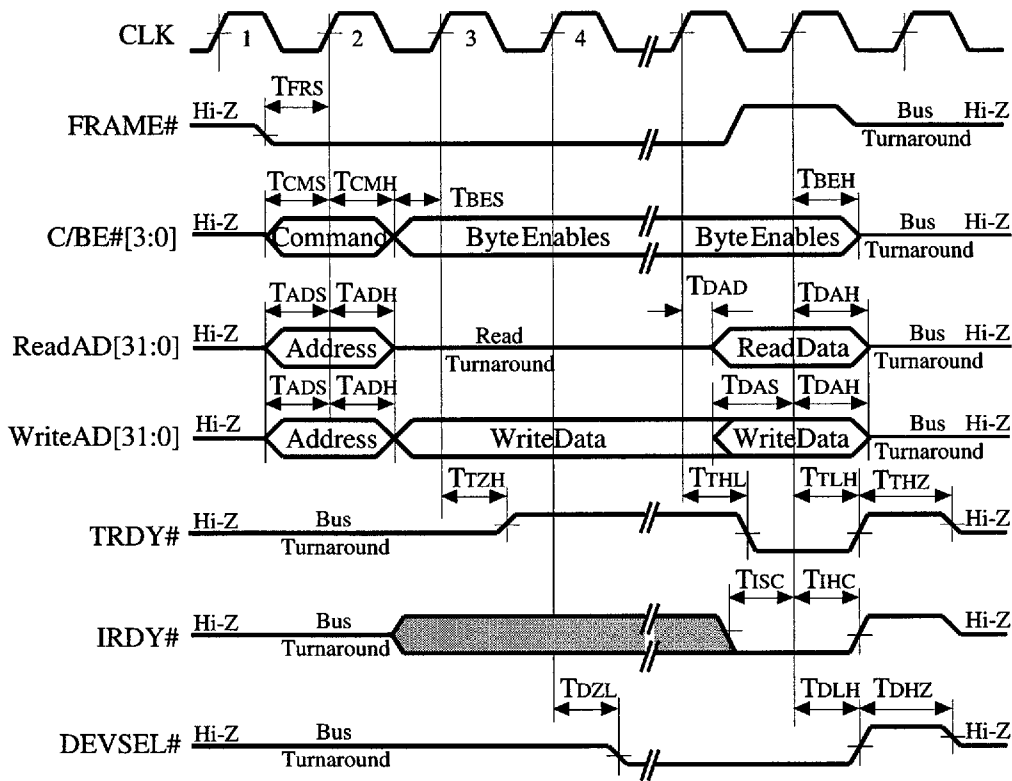 CLK 1 2 3 4
TFRS
Hi-Z Bus Hi-Z
FRAME# Turnaround
TCMS TCMH TBES TBEH
Hi-Z Bus Hi-Z
C/BE#[3:0] Command Byte Enables Byte Enables Turnaround
TADS TADH TDAD TDAH
Hi-Z Read Bus Hi-Z
ReadAD[31:0] Address Turnaround Read Data Turnaround
TADS TADH TDAS TDAH
Hi-Z Bus Hi-Z
WriteAD[31:0] Address Write Data Write Data Turnaround
TTZH TTHL TTLH TTHZ
Hi-Z Bus Hi-Z
TRDY# Turnaround
TISC TIHC
Hi-Z Bus Hi-Z
IRDY# Turnaround
TDZL TDLH TDHZ
Hi-Z Bus Hi-Z
DEVSEL# Turnaround